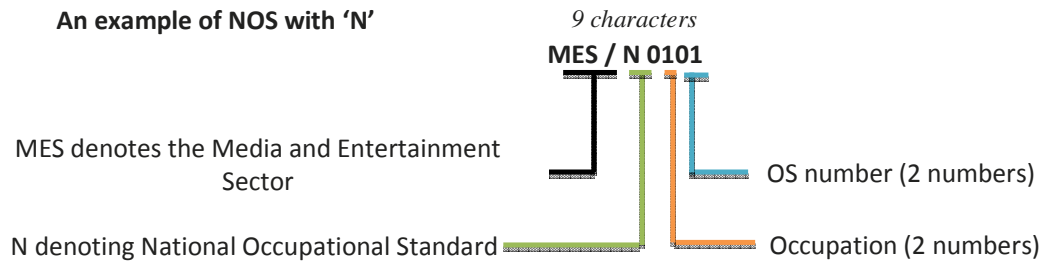 An example of NOS with ‘N’
9 characters
MES / N 0101
MES denotes the Media and Entertainment
Sector
OS number (2 numbers)
N denoting National Occupational Standard
Occupation (2 numbers)